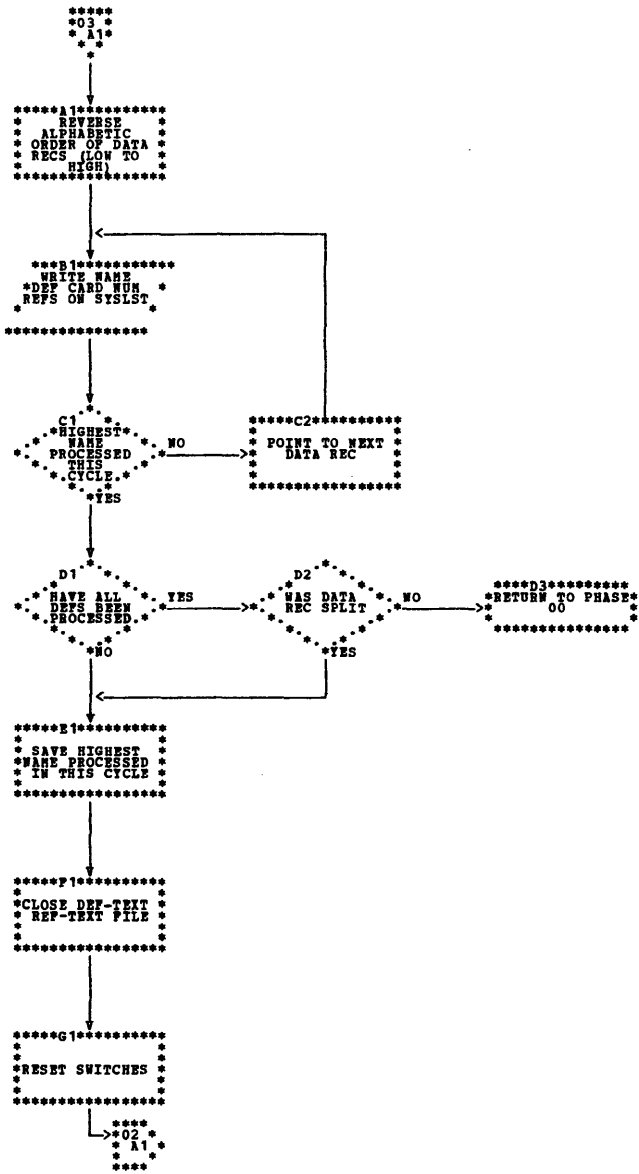 03
A1
A1
REVERSE
ALPHABETIC
ORDER OF DATA
RECS (LOW TO
HIGH)
B1
WRITE NAME
DEF CARD NUM
REFS ON SYSLST
C1
HIGHEST
NAME
PROCESSED
THIS
CYCLE
NO
YES
C2
POINT TO NEXT
DATA REC
D1
HAVE ALL
DEFS BEEN
PROCESSED
YES
NO
D2
WAS DATA
REC SPLIT
NO
YES
D3
RETURN TO PHASE
00
E1
SAVE HIGHEST
NAME PROCESSED
IN THIS CYCLE
F1
CLOSE DEF-TEXT
REF-TEXT FILE
G1
RESET SWITCHES
02
A1